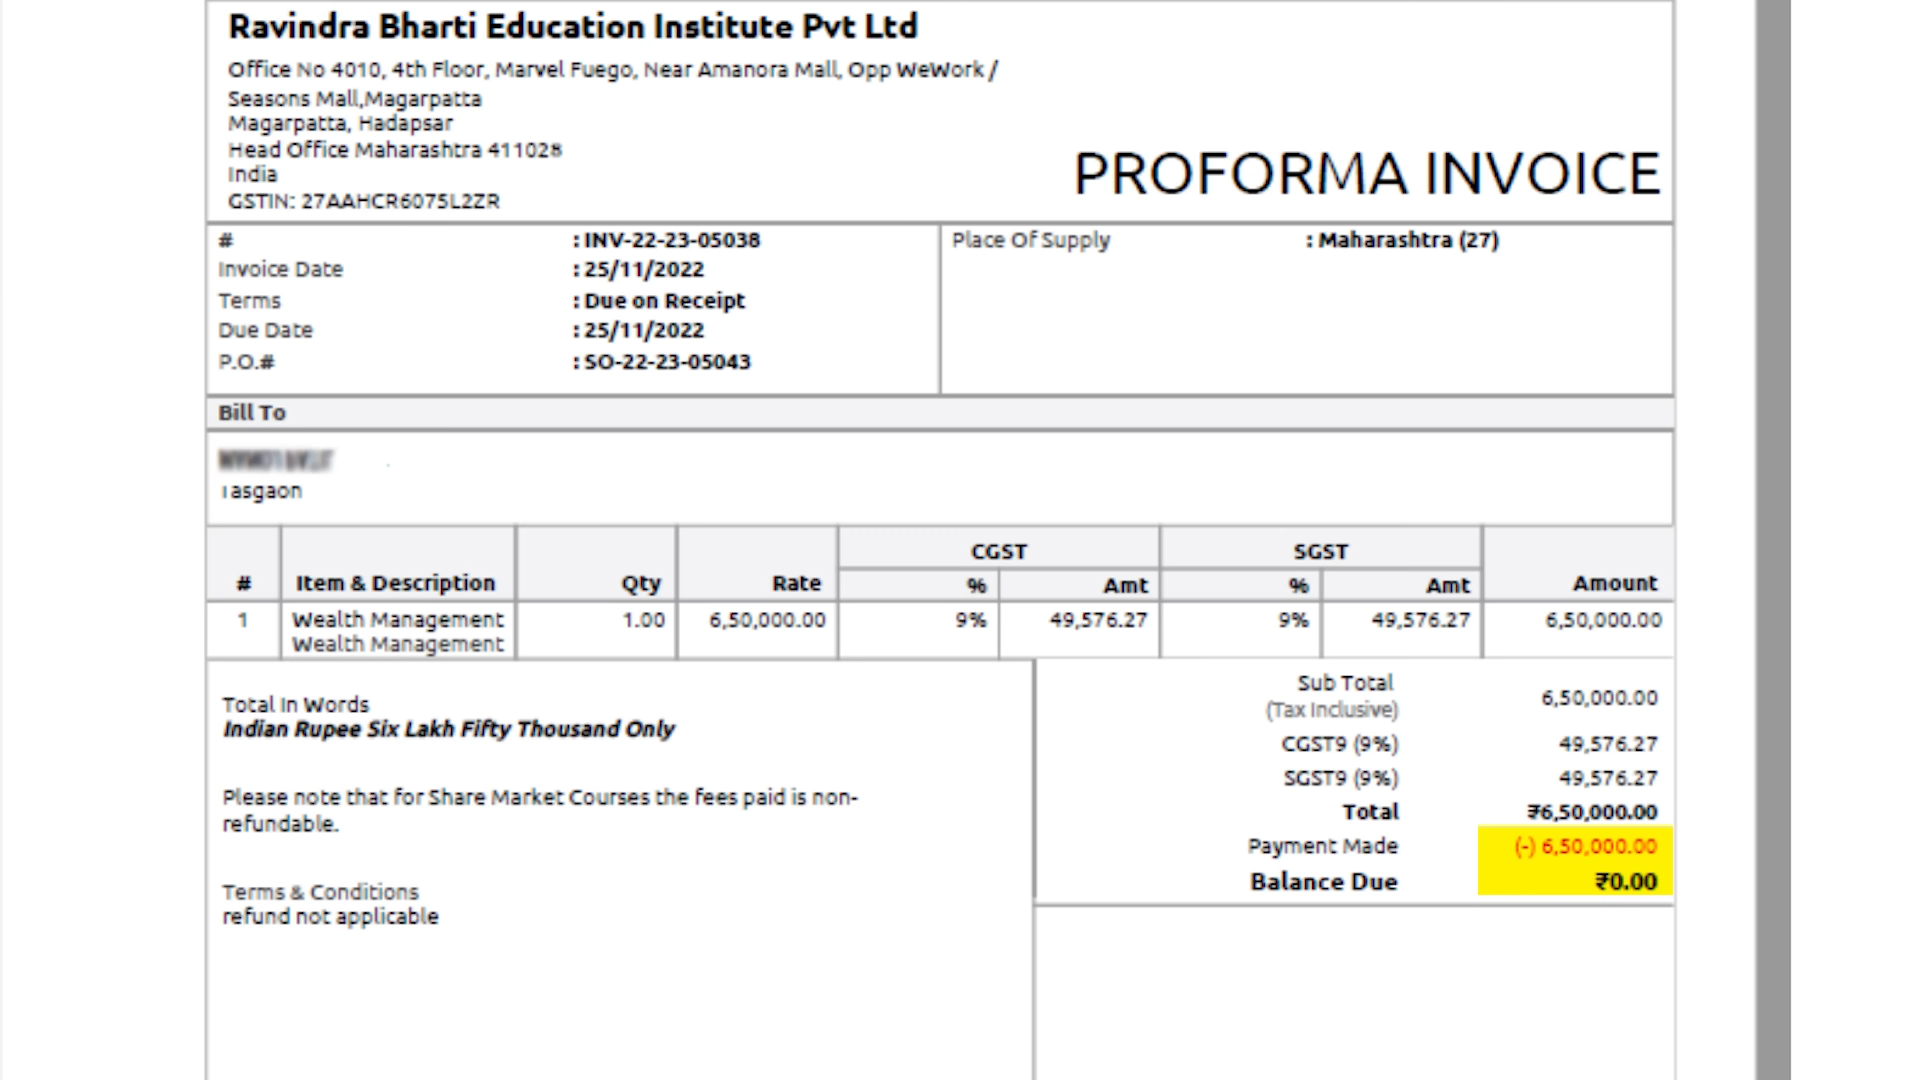 Ravindra Bharti Education Institute Pvt Ltd
Office No 4010, 4th Floor, Marvel Fuego, Near Amanora Mall, Opp WeWork /
Seasons Mall,Magarpatta
Magarpatta, Hadapsar
Head Office Maharashtra 411028
India
GSTIN: 27AAHCR6075L2ZR
PROFORMA INVOICE
# : INV-22-23-05038
Invoice Date : 25/11/2022
Terms : Due on Receipt
Due Date : 25/11/2022
P.O.# : SO-22-23-05043
Place Of Supply : Maharashtra (27)
Bill To
Tasgaon
CGST SGST
# Item & Description Qty Rate % Amt % Amt Amount
1 Wealth Management 1.00 6,50,000.00 9% 49,576.27 9% 49,576.27 6,50,000.00
Wealth Management
Total In Words
Indian Rupee Six Lakh Fifty Thousand Only
Please note that for Share Market Courses the fees paid is non-
refundable.
Terms & Conditions
refund not applicable
Sub Total 6,50,000.00
(Tax Inclusive)
CGST9 (9%) 49,576.27
SGST9 (9%) 49,576.27
Total ₹6,50,000.00
Payment Made (-) 6,50,000.00
Balance Due ₹0.00